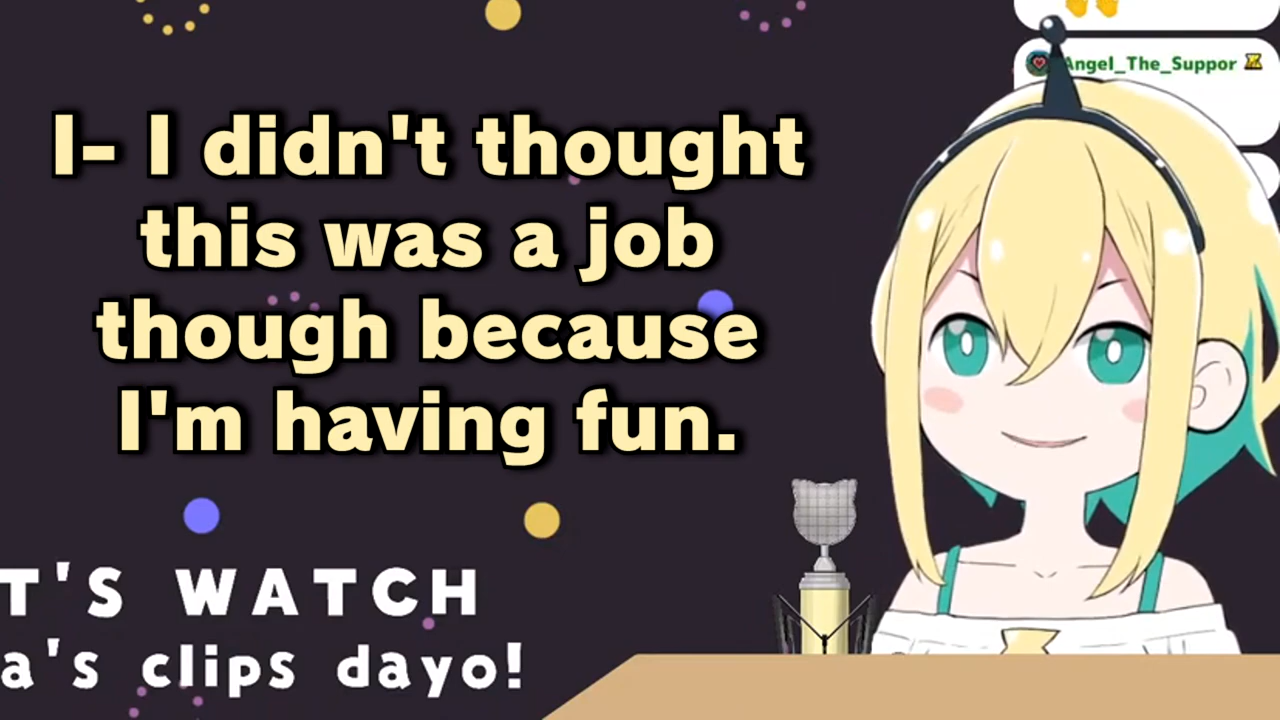 Angel_The_Suppor
I- I didn't thought
this was a job
though because
I'm having fun.
T'S WATCH
a's clips dayo!